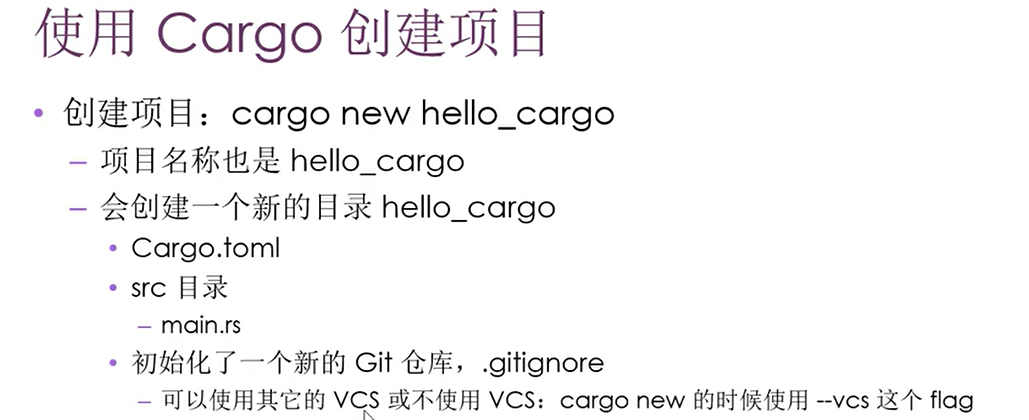 使用 Cargo 创建项目
• 创建项目：cargo new hello_cargo
– 项目名称也是 hello_cargo
– 会创建一个新的目录 hello_cargo
• Cargo.toml
• src 目录
– main.rs
• 初始化了一个新的 Git 仓库，.gitignore
– 可以使用其它的 VCS 或不使用 VCS：cargo new 的时候使用 --vcs 这个 flag